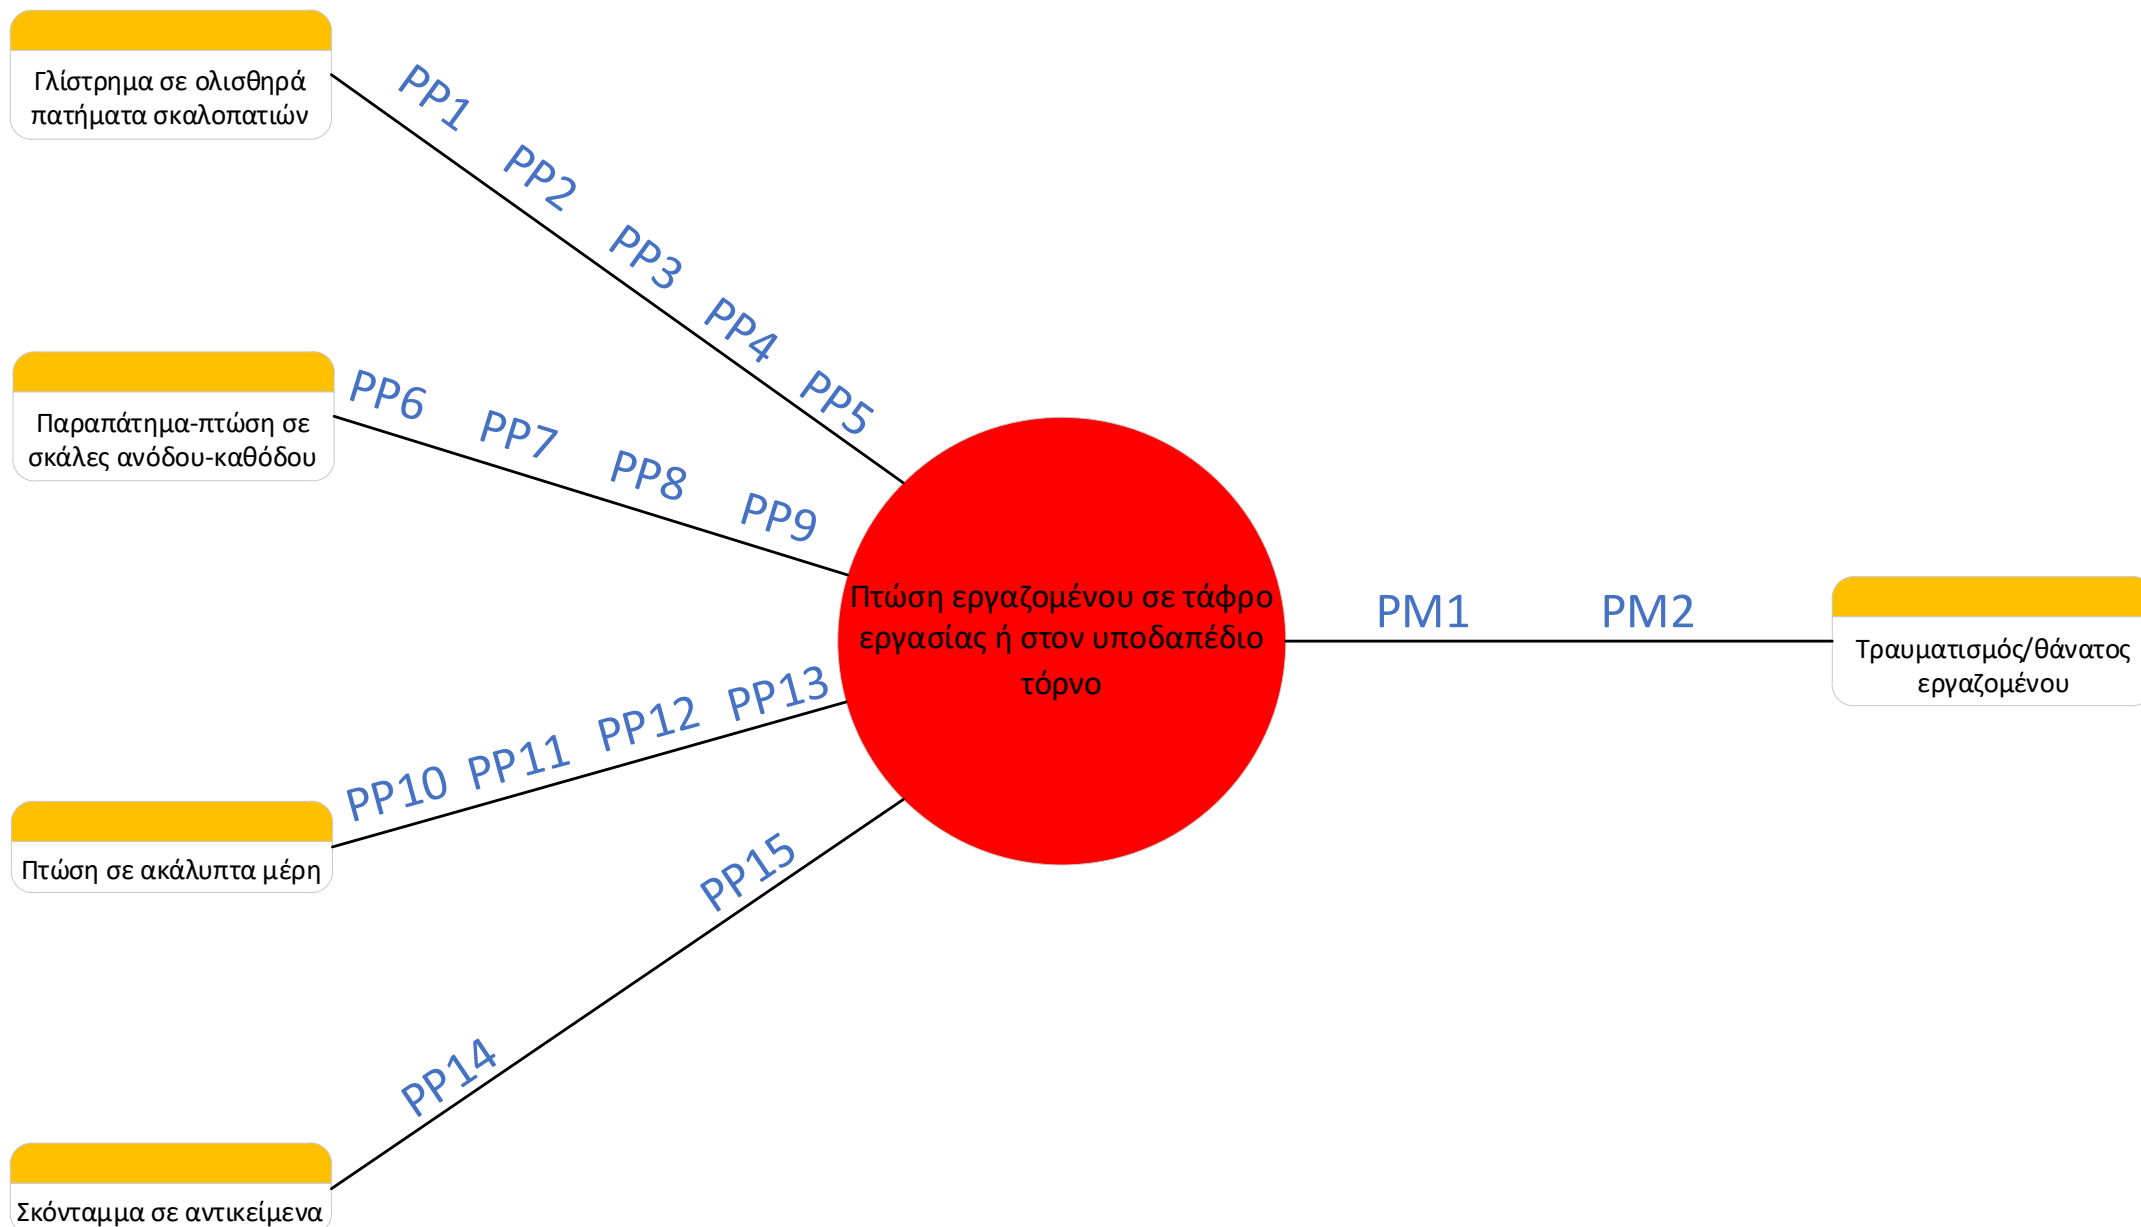 Γλίστρημα σε ολισθηρά
πατήματα σκαλοπατιών
PP1
PP2
PP3
PP4
PP5
Παραπάτημα-πτώση σε
σκάλες ανόδου-καθόδου
PP6
PP7
PP8
PP9
Πτώση εργαζομένου σε τάφρο
εργασίας ή στον υποδαπέδιο
τόρνο
PM1
PM2
Τραυματισμός/θάνατος
εργαζομένου
Πτώση σε ακάλυπτα μέρη
PP10
PP11
PP12
PP13
Σκόνταμμα σε αντικείμενα
PP14
PP15